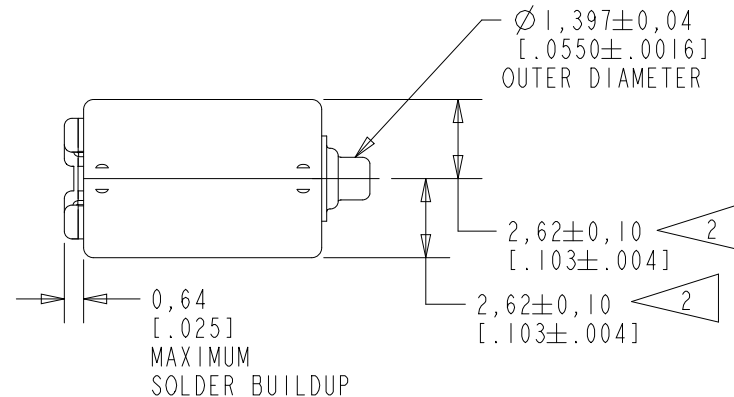 Ø1,397±0,04
[.0550±.0016]
OUTER DIAMETER
2,62±0,10 2
[.103±.004]
2,62±0,10 2
[.103±.004]
0,64
[.025]
MAXIMUM
SOLDER BUILDUP